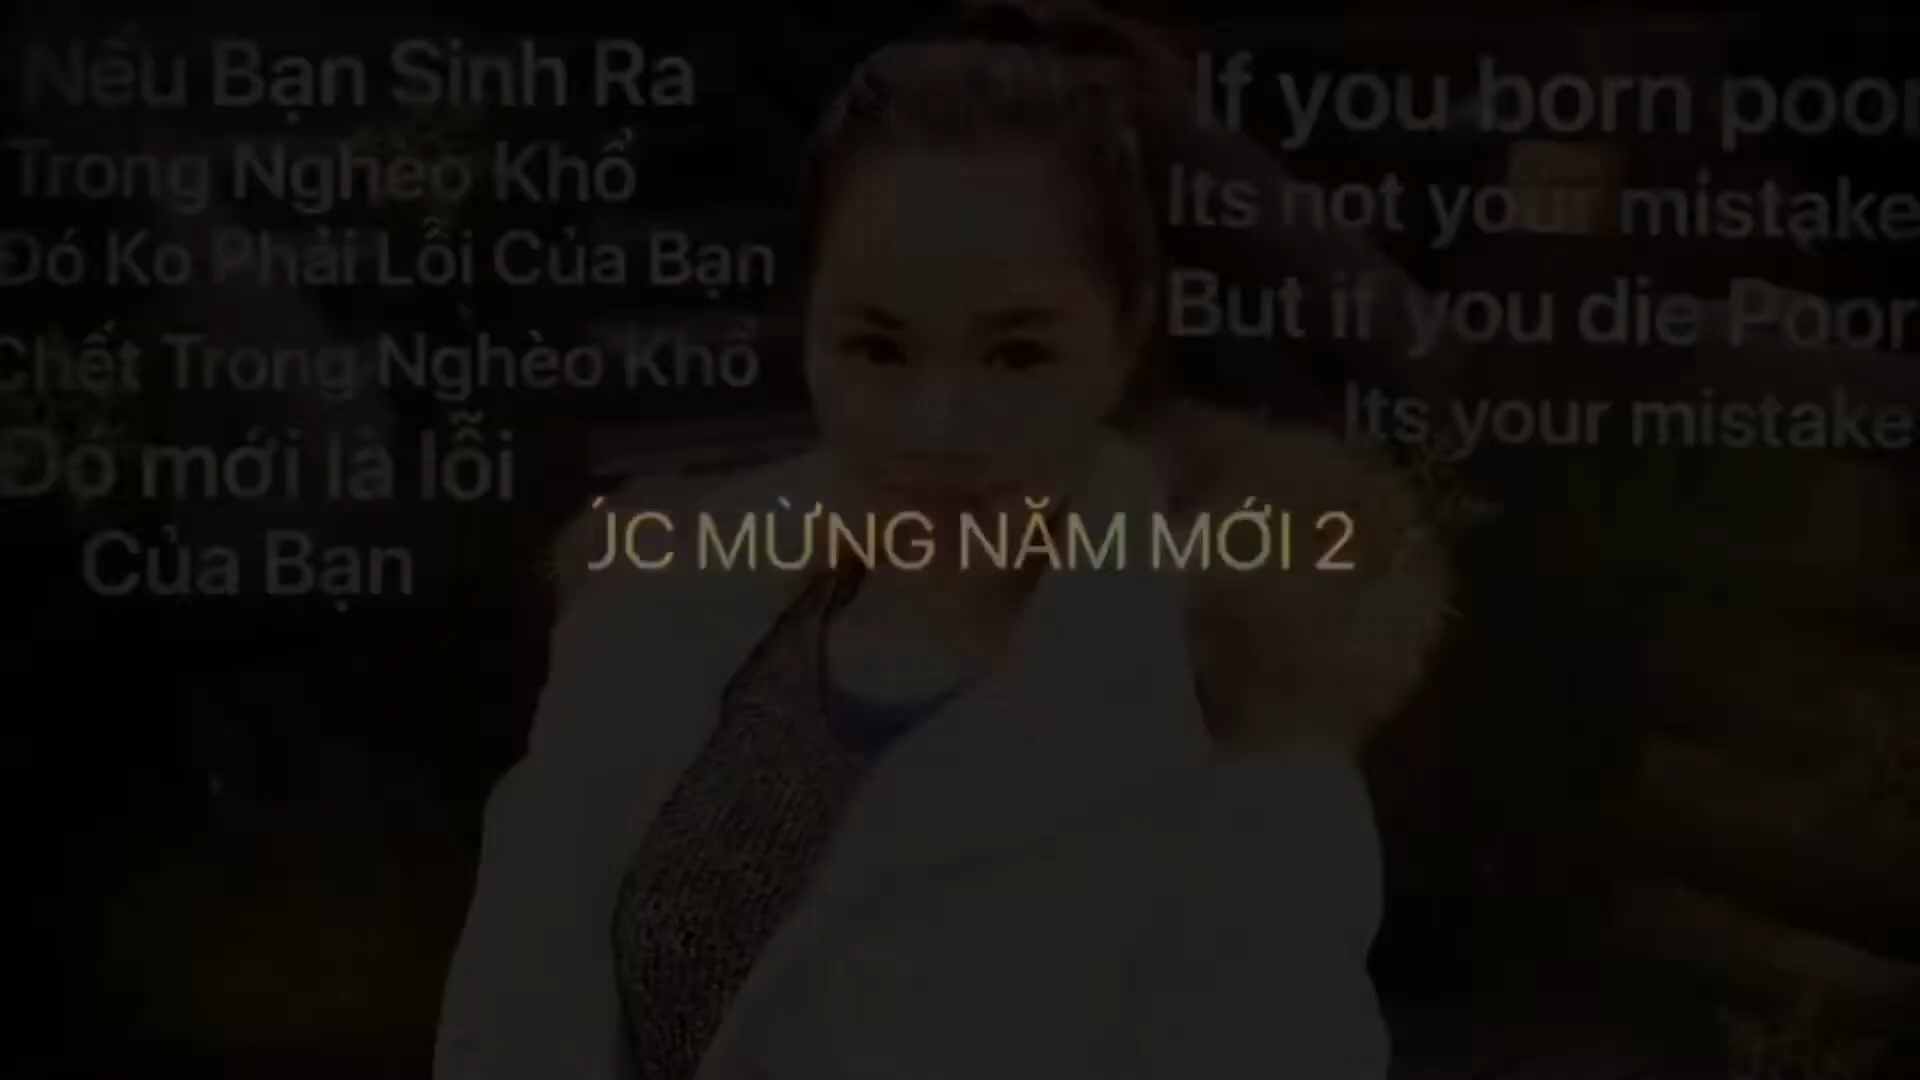 Nếu Bạn Sinh Ra
Trong Nghèo Khổ
Đó Ko Phải Lỗi Của Bạn
Chết Trong Nghèo Khổ
Đó mới là lỗi
Của Bạn
If you born poor
Its not your mistake
But if you die Poor
Its your mistake
ÚC MỪNG NĂM MỚI 2